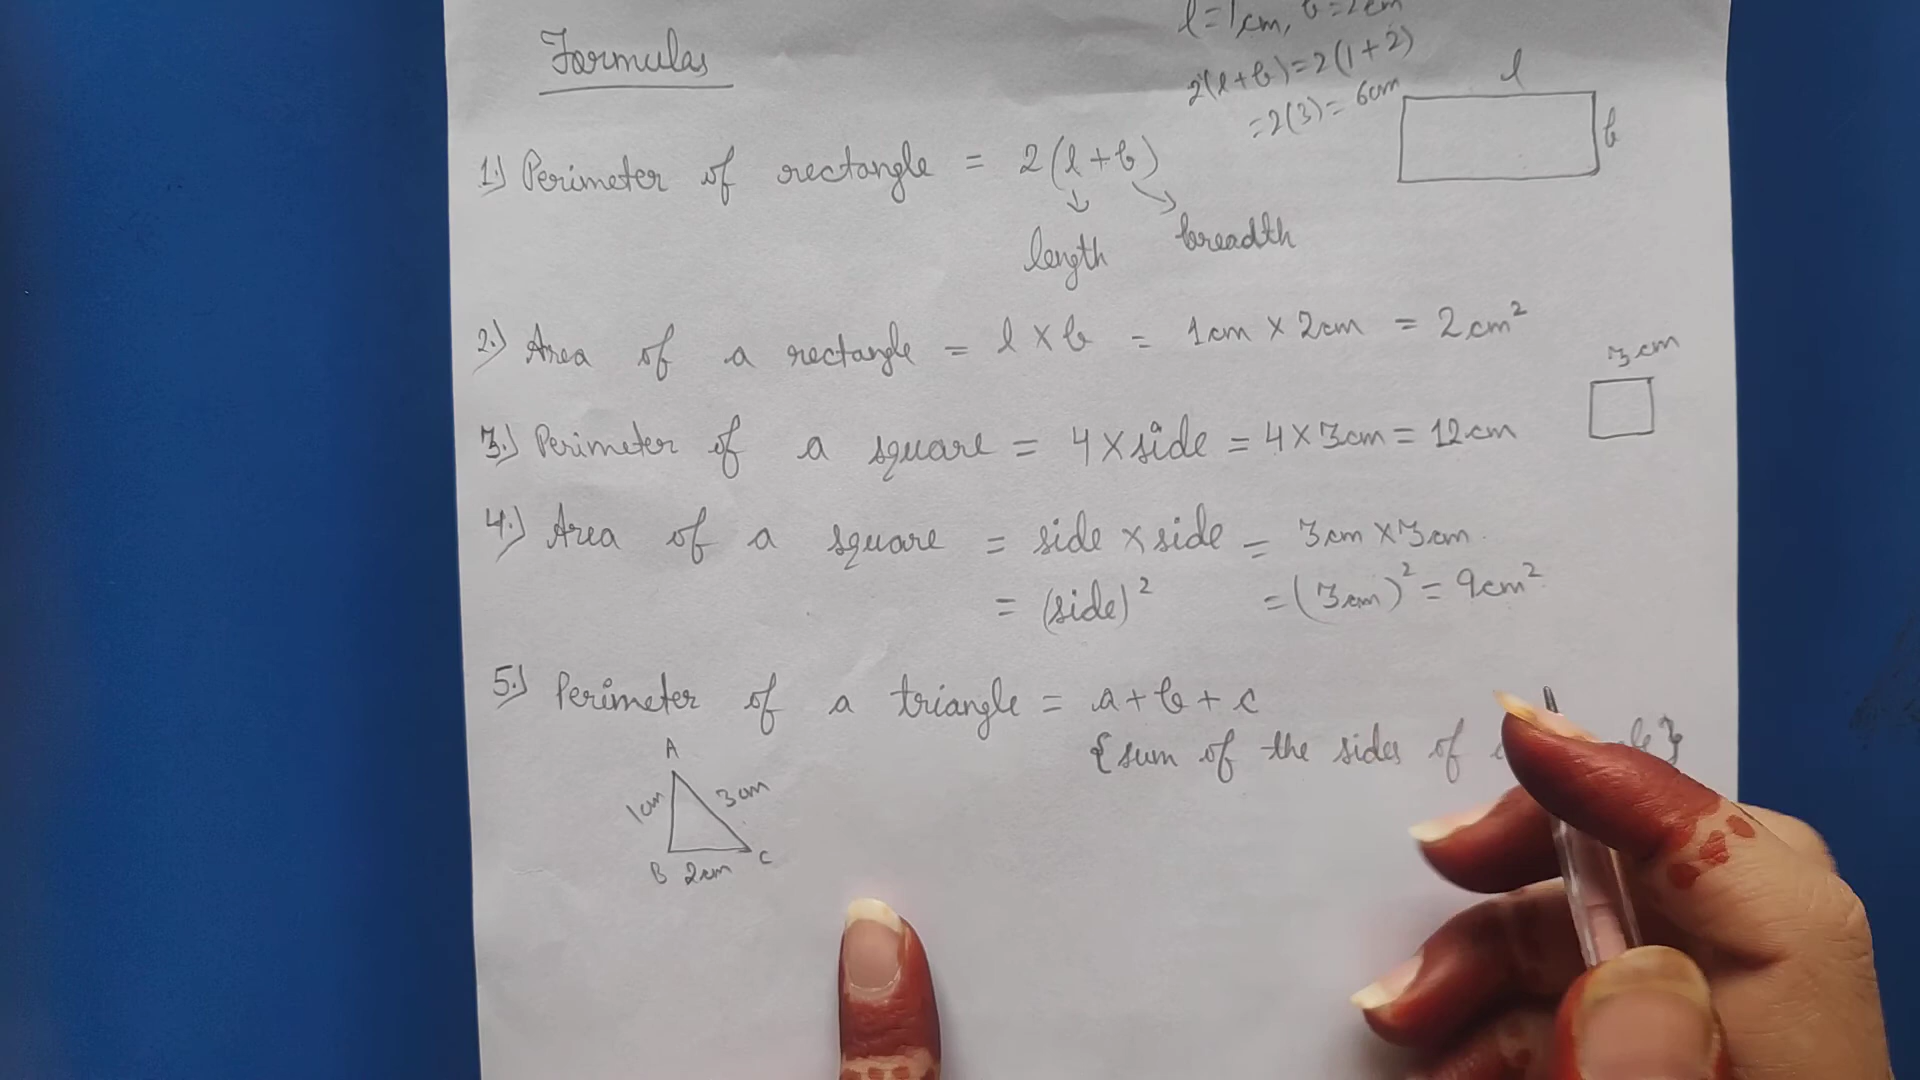 l=1cm, b=2cm
Formulas
2(l+b)=2(1+2)
=2(3)=6cm
l
b
1.) Perimeter of rectangle = 2(l+b)
length
breadth
2.) Area of a rectangle = l×b = 1cm×2cm = 2cm²
3cm
3.) Perimeter of a square = 4×side = 4×3cm = 12cm
4.) Area of a square = side×side = 3cm×3cm
= (side)² =(3cm)²=9cm²
5.) Perimeter of a triangle = a+b+c
{sum of the sides of }
A
1cm 3cm
B 2cm C